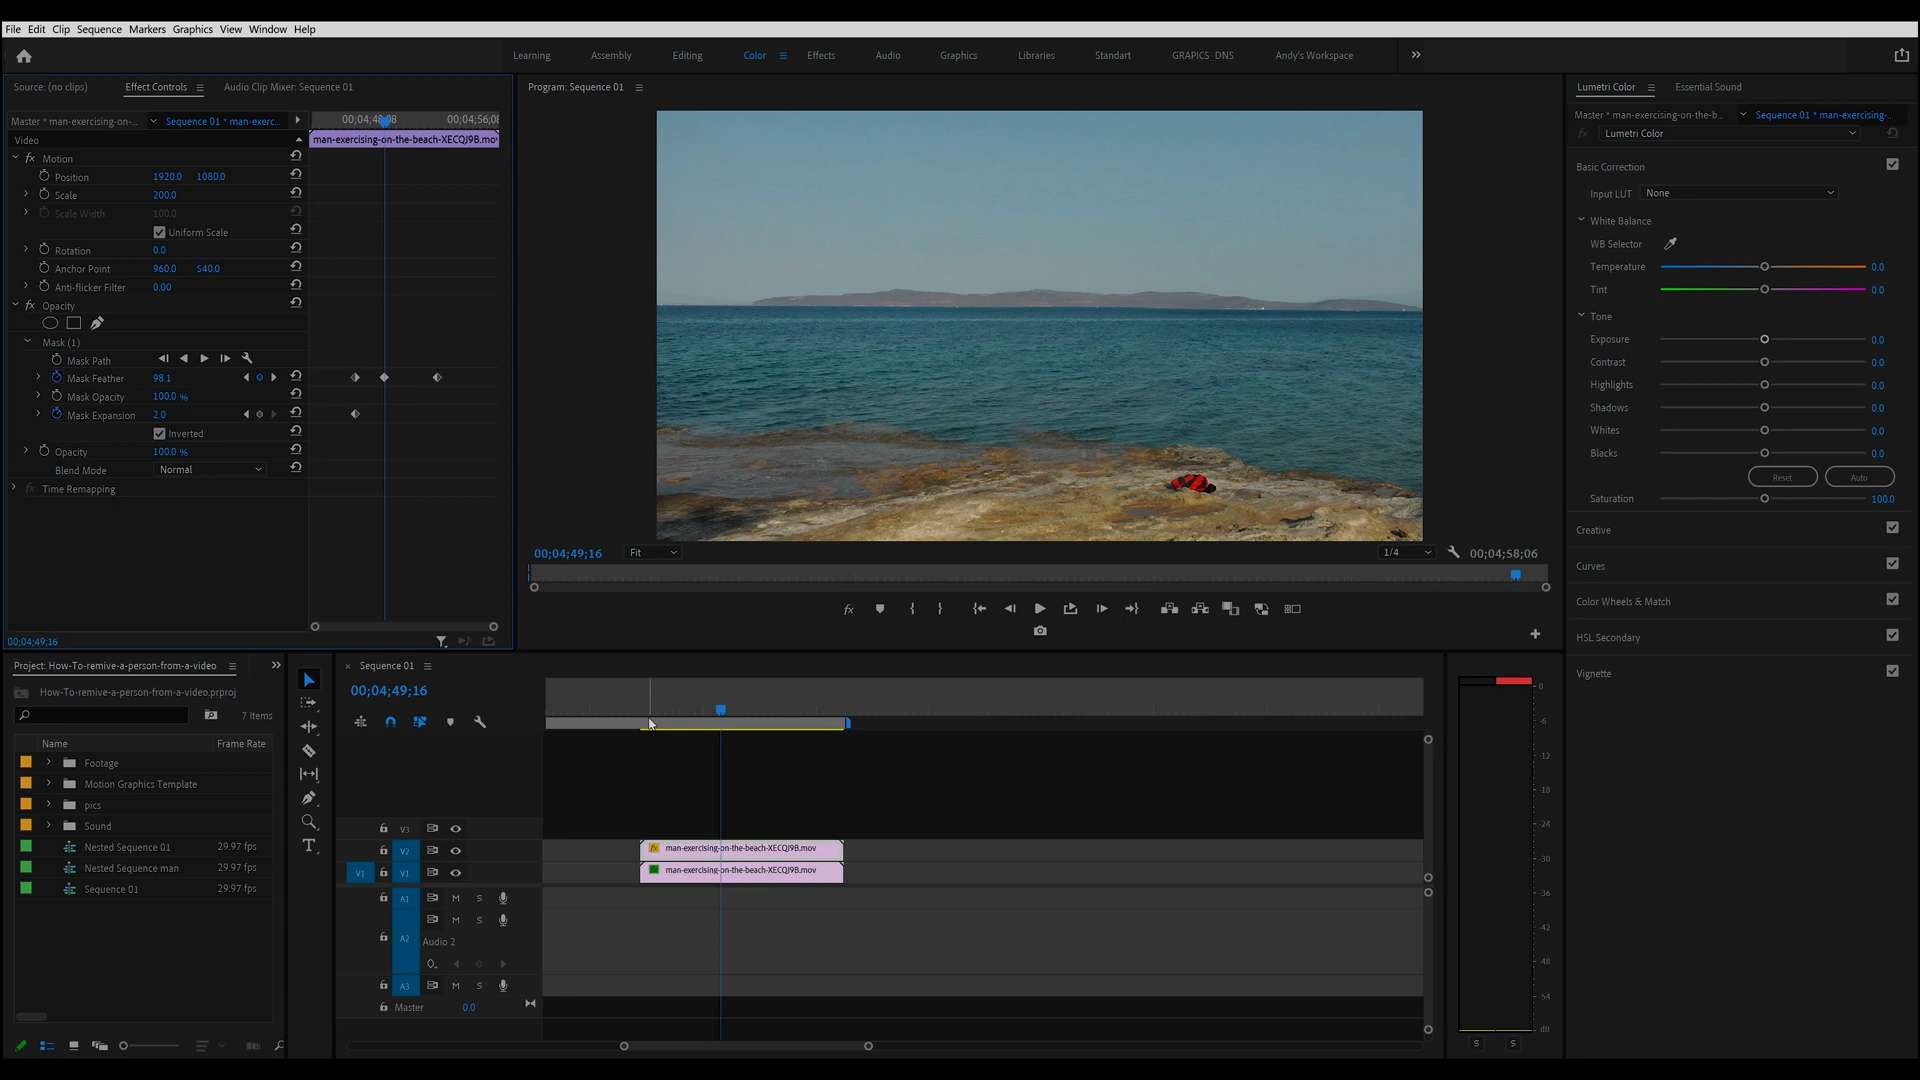 File Edit Clip Sequence Markers Graphics View Window Help
Learning Assembly Editing Color Effects Audio Graphics Libraries Standart GRAPICS_DNS Andy's Workspace
Source: (no clips) Effect Controls Audio Clip Mixer: Sequence 01
Master * man-exercising-on-... Sequence 01 * man-exerc...
Video
Motion
Position 1920.0 1080.0
Scale 200.0
Scale Width 100.0
Uniform Scale
Rotation 0.0
Anchor Point 960.0 540.0
Anti-flicker Filter 0.00
Opacity
Mask (1)
Mask Path
Mask Feather 98.1
Mask Opacity 100.0 %
Mask Expansion 2.0
Inverted
Opacity 100.0 %
Blend Mode Normal
Time Remapping
00;04;49;16
man-exercising-on-the-beach-XECQJ9B.mov
Program: Sequence 01
00;04;49;16 Fit 1/4 00;04;58;06
Lumetri Color Essential Sound
Master * man-exercising-on-the-b... Sequence 01 * man-exercising-...
fx Lumetri Color
Basic Correction
Input LUT None
White Balance
WB Selector
Temperature 0.0
Tint 0.0
Tone
Exposure 0.0
Contrast 0.0
Highlights 0.0
Shadows 0.0
Whites 0.0
Blacks 0.0
Reset Auto
Saturation 100.0
Creative
Curves
Color Wheels & Match
HSL Secondary
Vignette
Project: How-To-remive-a-person-from-a-video
How-To-remive-a-person-from-a-video.prproj
7 Items
Name Frame Rate
Footage
Motion Graphics Template
pics
Sound
Nested Sequence 01 29.97 fps
Nested Sequence man 29.97 fps
Sequence 01 29.97 fps
Sequence 01
00;04;49;16
V3
V2 man-exercising-on-the-beach-XECQJ9B.mov
V1 V1 man-exercising-on-the-beach-XECQJ9B.mov
A1 M S
M S
A2 Audio 2
A3 M S
Master 0.0
0
-6
-12
-18
-24
-30
-36
-42
-48
-54
dB
S S